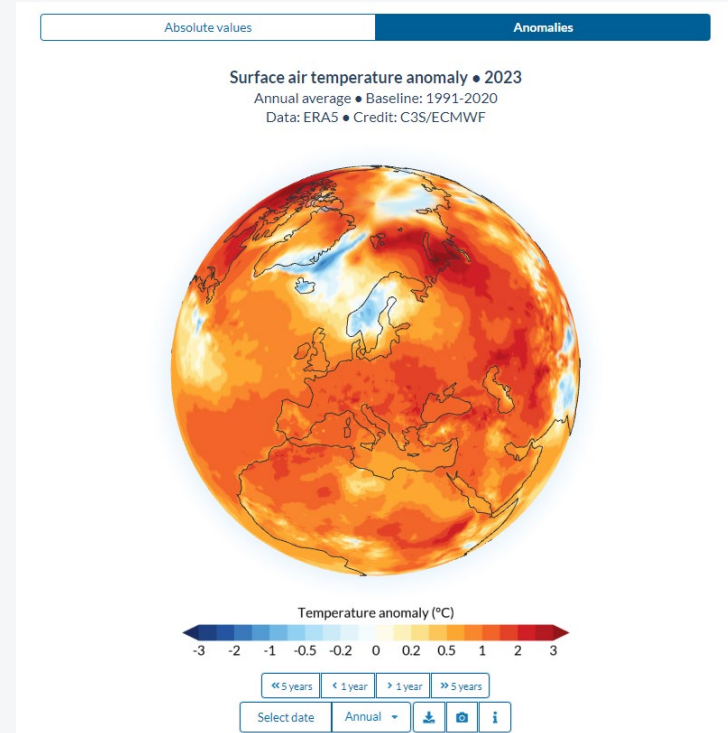 Absolute values
Anomalies
Surface air temperature anomaly • 2023
Annual average • Baseline: 1991-2020
Data: ERA5 • Credit: C3S/ECMWF
Temperature anomaly (°C)
-3 -2 -1 -0.5 -0.2 0 0.2 0.5 1 2 3
« 5 years ‹ 1 year › 1 year » 5 years
Select date Annual i